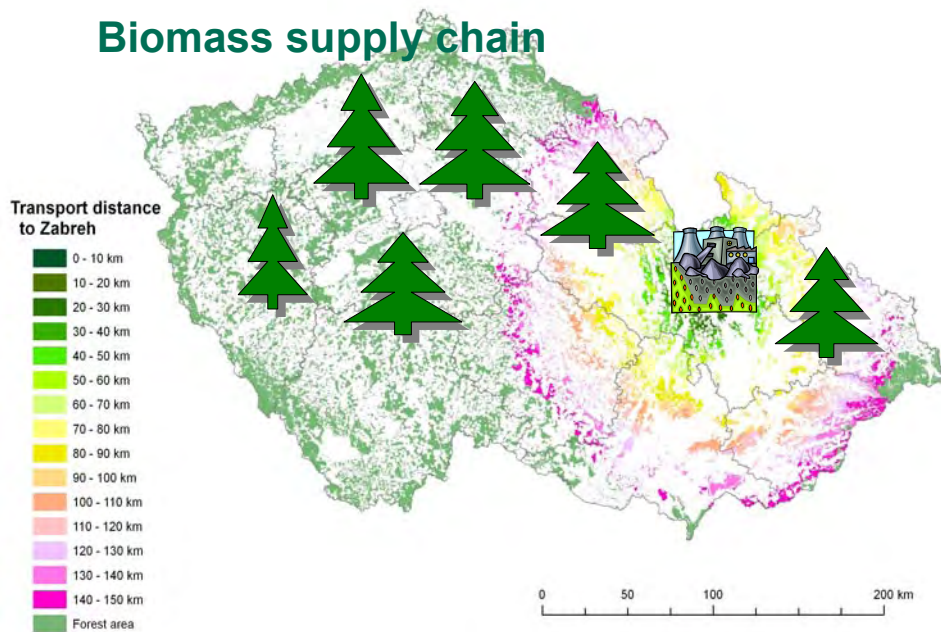 Biomass supply chain
Transport distance
to Zabreh
0 - 10 km
10 - 20 km
20 - 30 km
30 - 40 km
40 - 50 km
50 - 60 km
60 - 70 km
70 - 80 km
80 - 90 km
90 - 100 km
100 - 110 km
110 - 120 km
120 - 130 km
130 - 140 km
140 - 150 km
Forest area
0 50 100 200 km